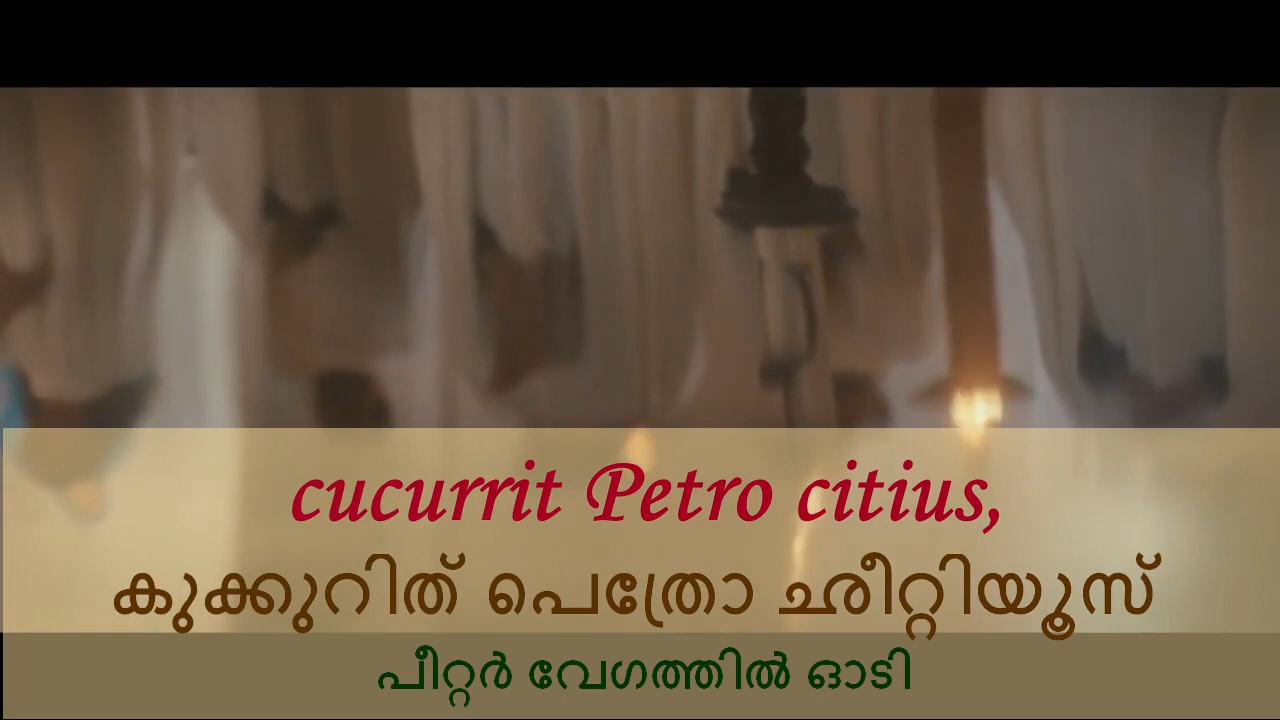 cucurrit Petro citius,
കുക്കുറിത് പെത്രോ ഛീറ്റിയൂസ്
പീറ്റർ വേഗത്തിൽ ഓടി